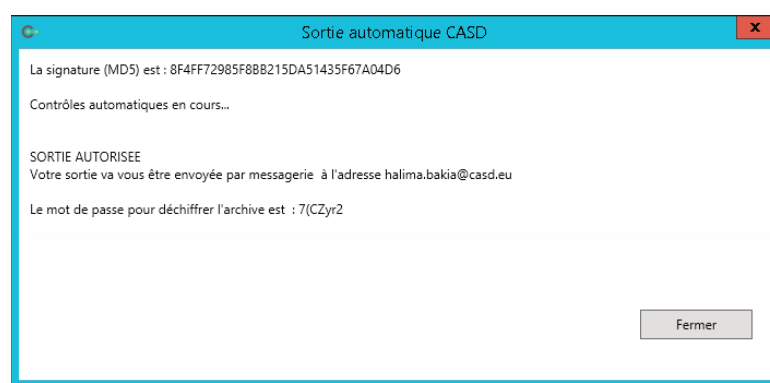 Sortie automatique CASD
x
La signature (MD5) est : 8F4FF72985F8BB215DA51435F67A04D6
Contrôles automatiques en cours...
SORTIE AUTORISEE
Votre sortie va vous être envoyée par messagerie à l'adresse halima.bakia@casd.eu
Le mot de passe pour déchiffrer l'archive est : 7(CZyr2
Fermer